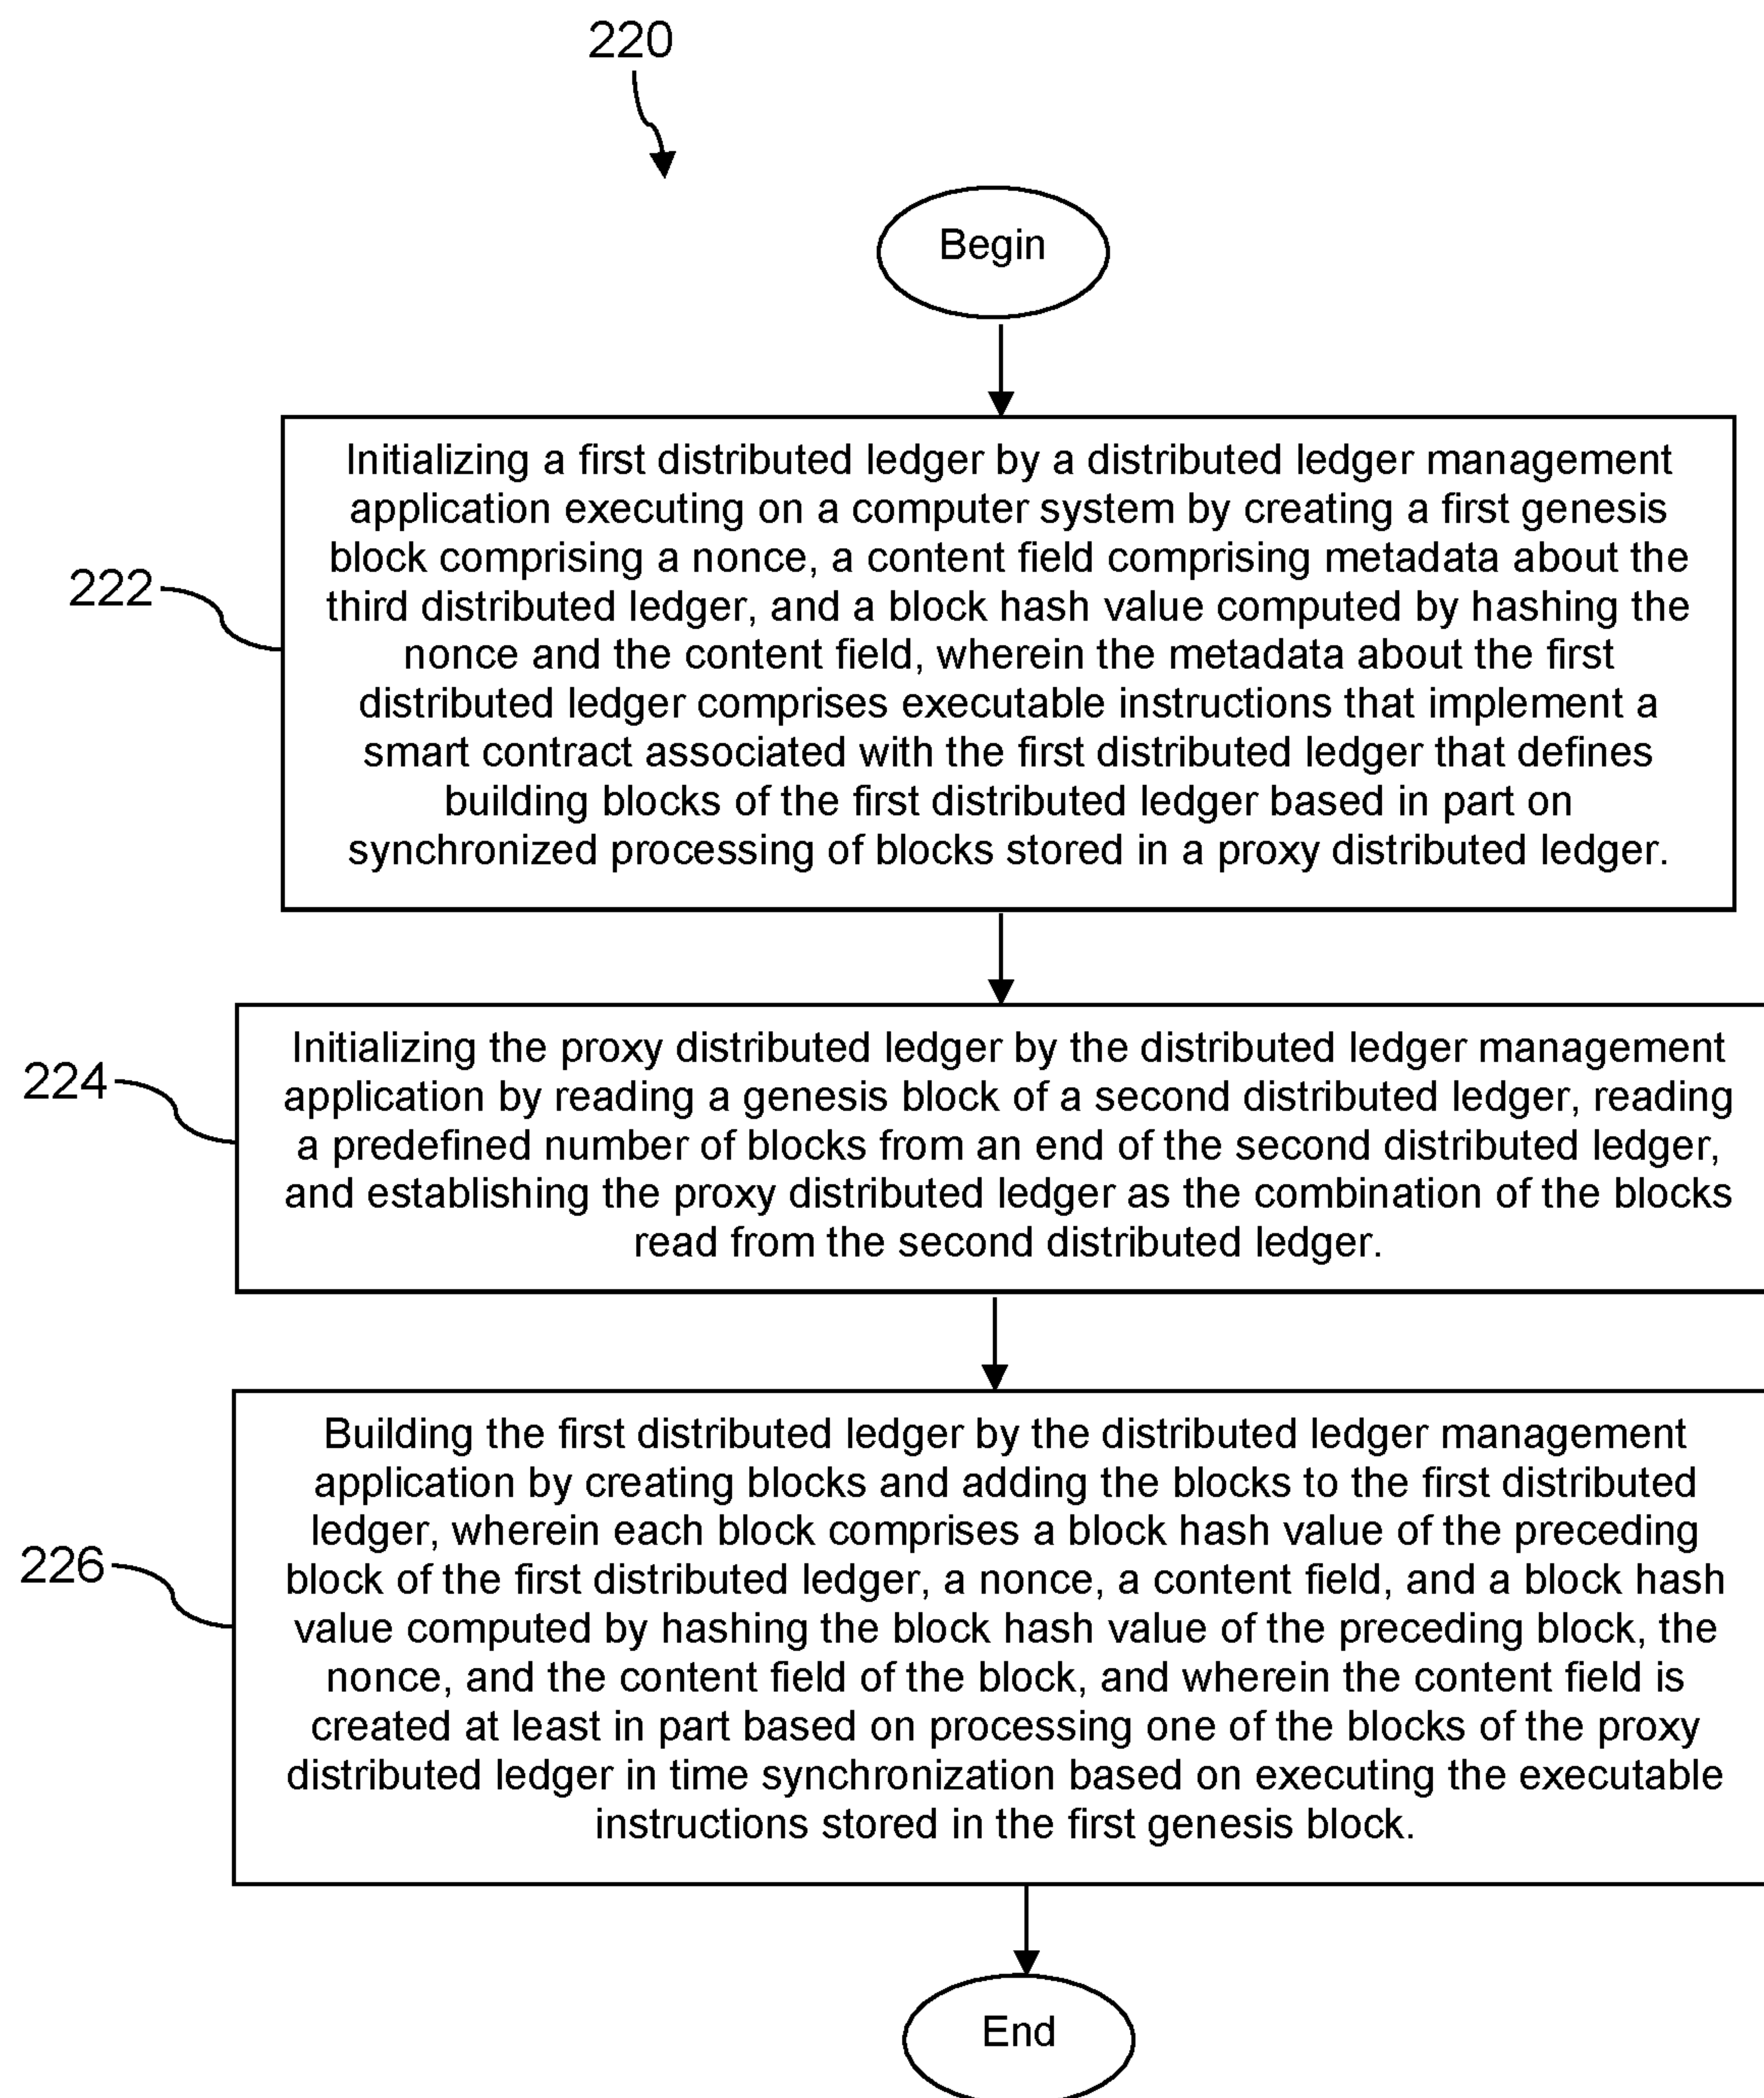 220
Begin
Initializing a first distributed ledger by a distributed ledger management
application executing on a computer system by creating a first genesis
block comprising a nonce, a content field comprising metadata about the
third distributed ledger, and a block hash value computed by hashing the
nonce and the content field, wherein the metadata about the first
distributed ledger comprises executable instructions that implement a
smart contract associated with the first distributed ledger that defines
building blocks of the first distributed ledger based in part on
synchronized processing of blocks stored in a proxy distributed ledger.
222
Initializing the proxy distributed ledger by the distributed ledger management
application by reading a genesis block of a second distributed ledger, reading
a predefined number of blocks from an end of the second distributed ledger,
and establishing the proxy distributed ledger as the combination of the blocks
read from the second distributed ledger.
224
Building the first distributed ledger by the distributed ledger management
application by creating blocks and adding the blocks to the first distributed
ledger, wherein each block comprises a block hash value of the preceding
block of the first distributed ledger, a nonce, a content field, and a block hash
value computed by hashing the block hash value of the preceding block, the
nonce, and the content field of the block, and wherein the content field is
created at least in part based on processing one of the blocks of the proxy
distributed ledger in time synchronization based on executing the executable
instructions stored in the first genesis block.
226
End